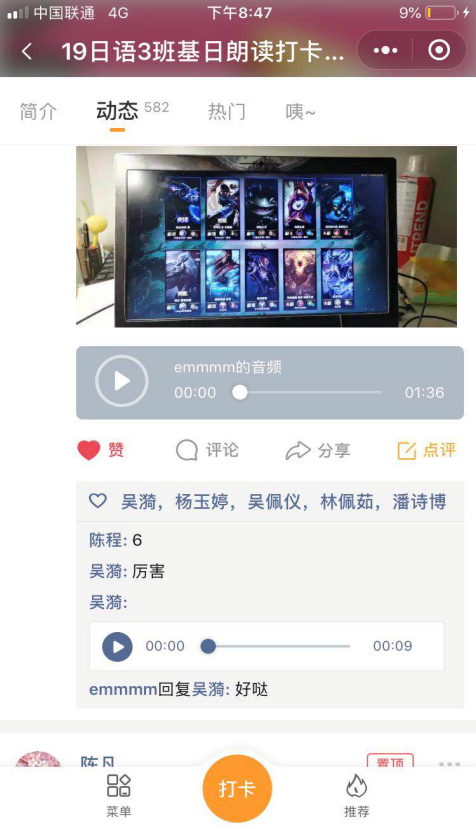 中国联通 4G 下午8:47 9%
19日语3班基日朗读打卡...
简介 动态 582 热门 咦~
emmmm的音频
00:00 01:36
赞 评论 分享 点评
吴漪，杨玉婷，吴佩仪，林佩茹，潘诗博
陈程: 6
吴漪: 厉害
吴漪:
00:00 00:09
emmmm回复吴漪: 好哒
陈凡 置顶
菜单 打卡 推荐